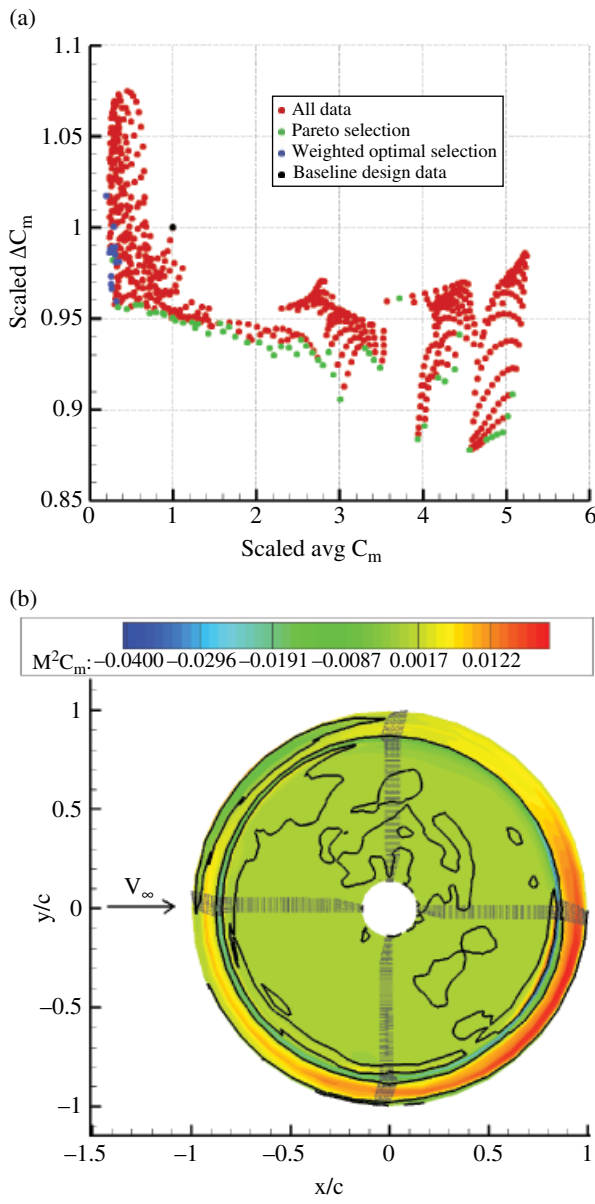 (a)
1.1
1.05
1
0.95
0.9
0.85
Scaled ΔCm
All data
Pareto selection
Weighted optimal selection
Baseline design data
0 1 2 3 4 5 6
Scaled avg Cm
(b)
M²Cm: −0.0400 −0.0296 −0.0191 −0.0087 0.0017 0.0122
1
0.5
0
−0.5
−1
y/c
V∞
−1.5 −1 −0.5 0 0.5 1
x/c